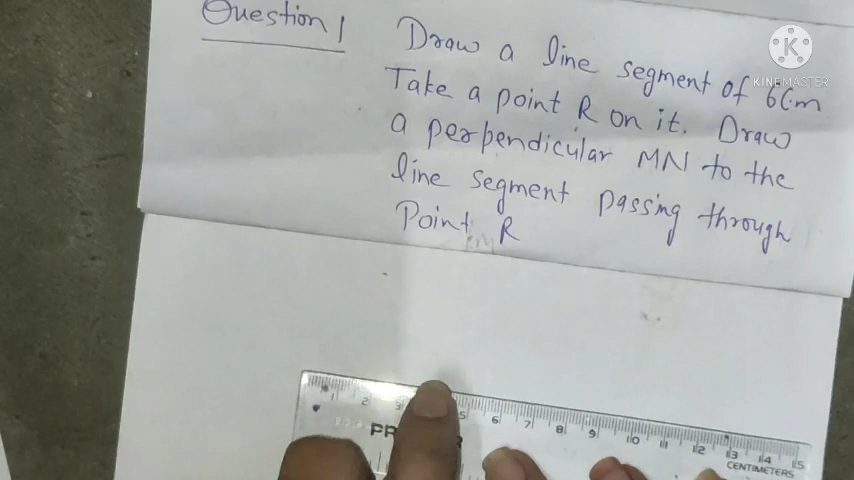 Question 1
Draw a line segment of 6Cm
Take a point R on it. Draw
a perpendicular MN to the
line segment passing through
Point R
KINEMASTER
1 2 3 5 6 7 8 9 10 11 12 13 14 15
CENTIMETERS